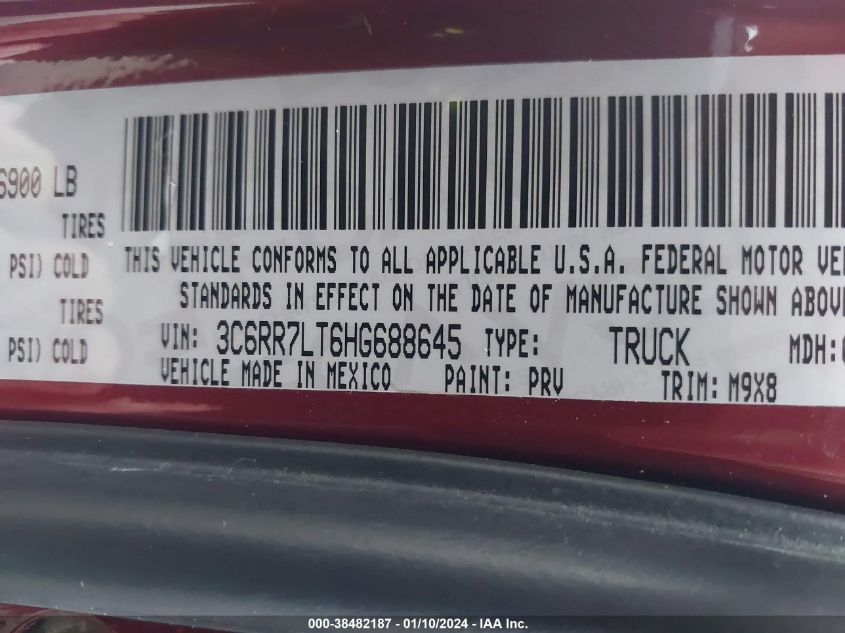 6900 LB
TIRES
PSI) COLD
TIRES
PSI) COLD
THIS VEHICLE CONFORMS TO ALL APPLICABLE U.S.A. FEDERAL MOTOR VE
STANDARDS IN EFFECT ON THE DATE OF MANUFACTURE SHOWN ABOV
VIN: 3C6RR7LT6HG688645 TYPE: TRUCK MDH:
VEHICLE MADE IN MEXICO PAINT: PRV TRIM: M9X8
000-38482187 - 01/10/2024 - IAA Inc.